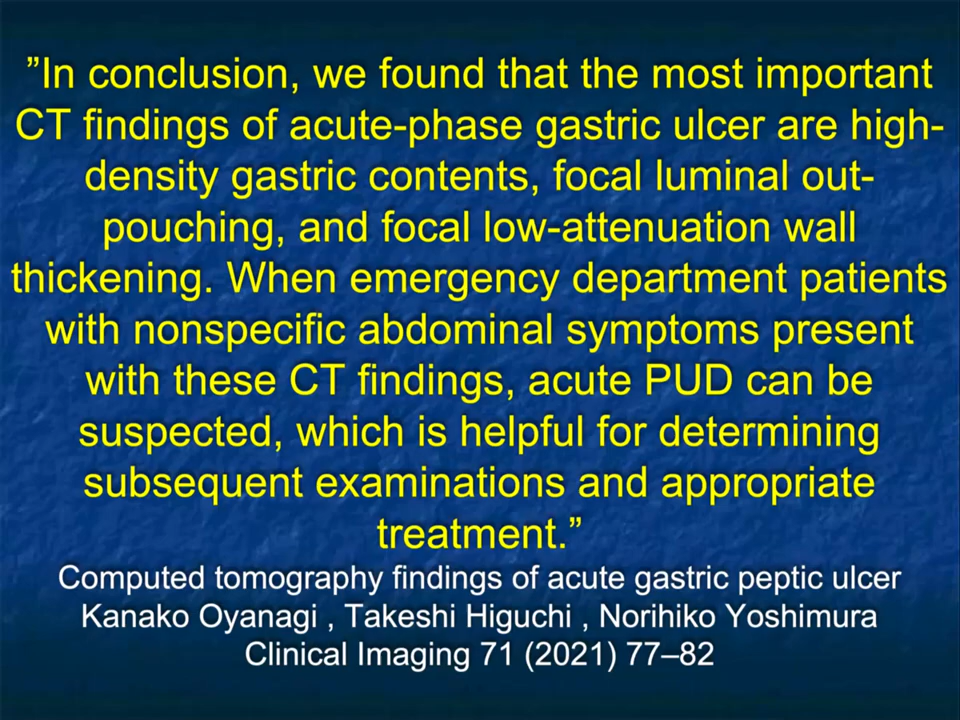 ”In conclusion, we found that the most important
CT findings of acute-phase gastric ulcer are high-
density gastric contents, focal luminal out-
pouching, and focal low-attenuation wall
thickening. When emergency department patients
with nonspecific abdominal symptoms present
with these CT findings, acute PUD can be
suspected, which is helpful for determining
subsequent examinations and appropriate
treatment.”
Computed tomography findings of acute gastric peptic ulcer
Kanako Oyanagi , Takeshi Higuchi , Norihiko Yoshimura
Clinical Imaging 71 (2021) 77–82